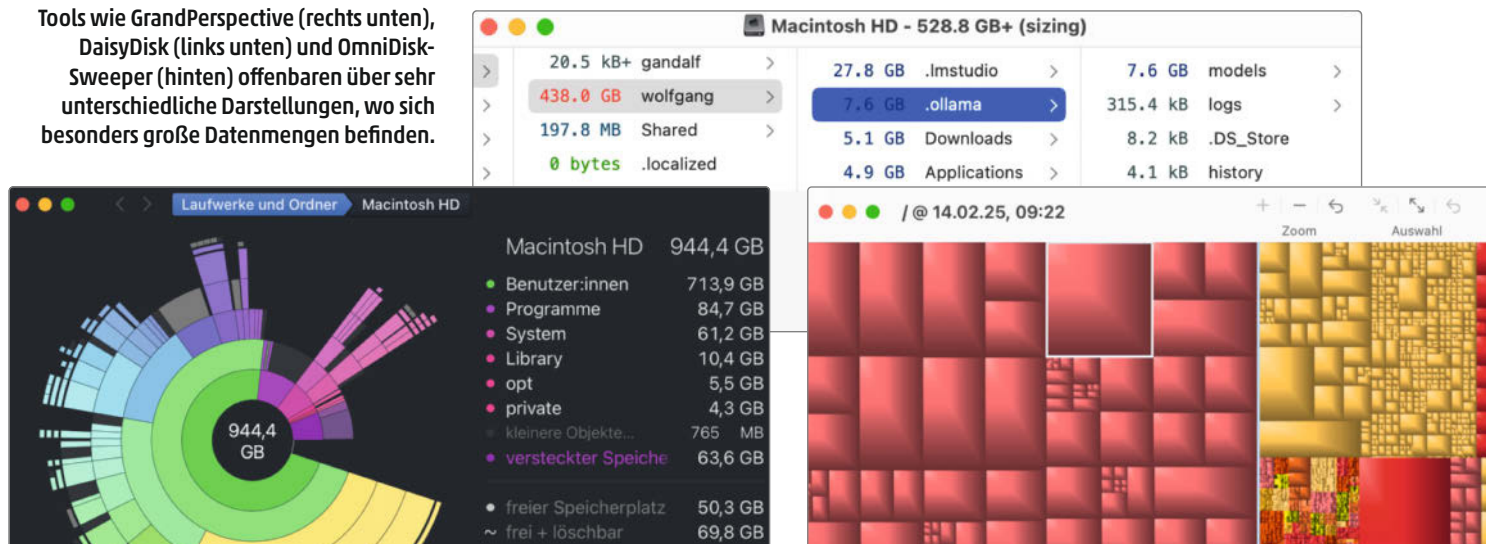 Tools wie GrandPerspective (rechts unten),
DaisyDisk (links unten) und OmniDisk-
Sweeper (hinten) offenbaren über sehr
unterschiedliche Darstellungen, wo sich
besonders große Datenmengen befinden.
Macintosh HD - 528.8 GB+ (sizing)
20.5 kB+ gandalf
438.0 GB wolfgang
197.8 MB Shared
0 bytes .localized
27.8 GB .lmstudio
7.6 GB .ollama
5.1 GB Downloads
4.9 GB Applications
7.6 GB models
315.4 kB logs
8.2 kB .DS_Store
4.1 kB history
Laufwerke und Ordner Macintosh HD
944,4
GB
Macintosh HD 944,4 GB
Benutzer:innen 713,9 GB
Programme 84,7 GB
System 61,2 GB
Library 10,4 GB
opt 5,5 GB
private 4,3 GB
kleinere Objekte... 765 MB
versteckter Speiche 63,6 GB
freier Speicherplatz 50,3 GB
~ frei + löschbar 69,8 GB
/ @ 14.02.25, 09:22
Zoom Auswahl